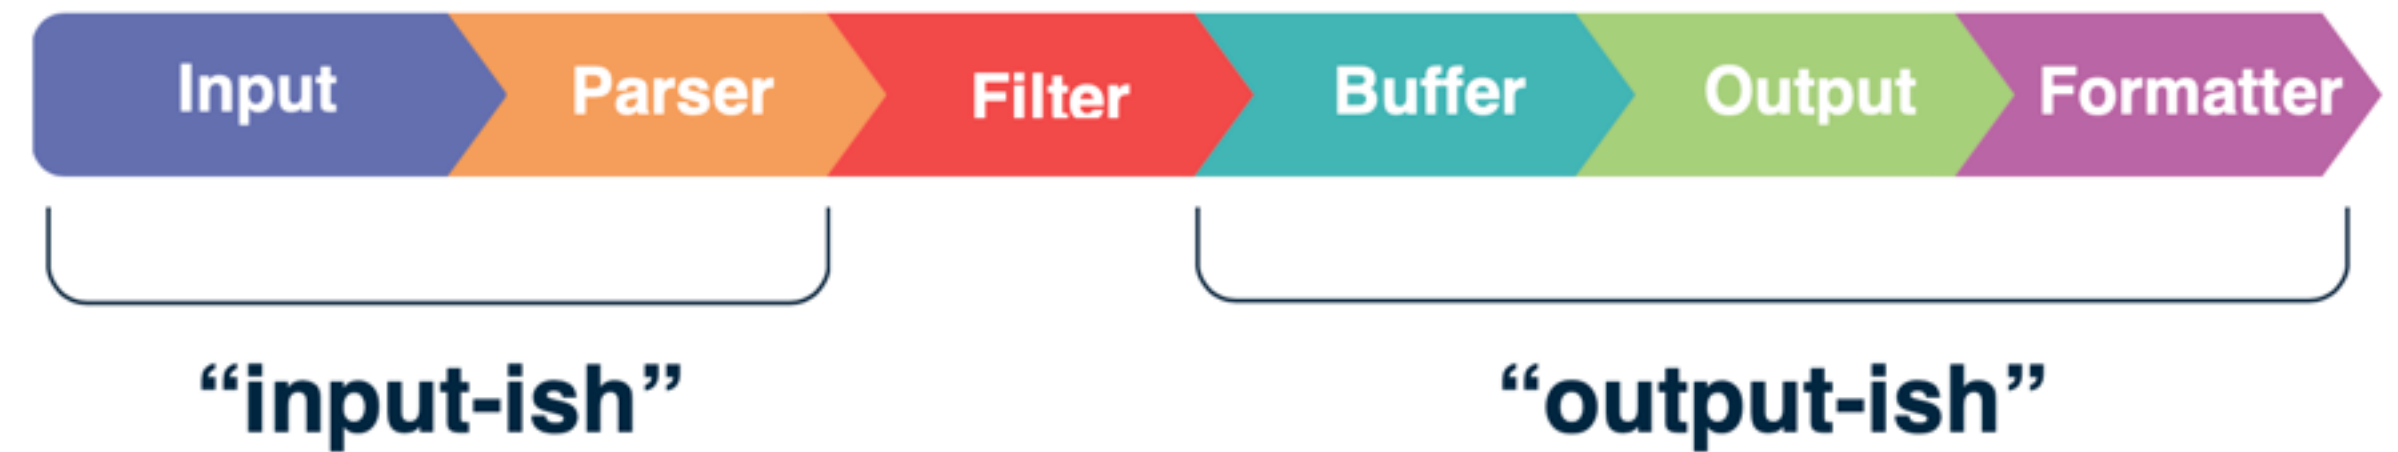 Input Parser Filter Buffer Output Formatter
“input-ish” “output-ish”